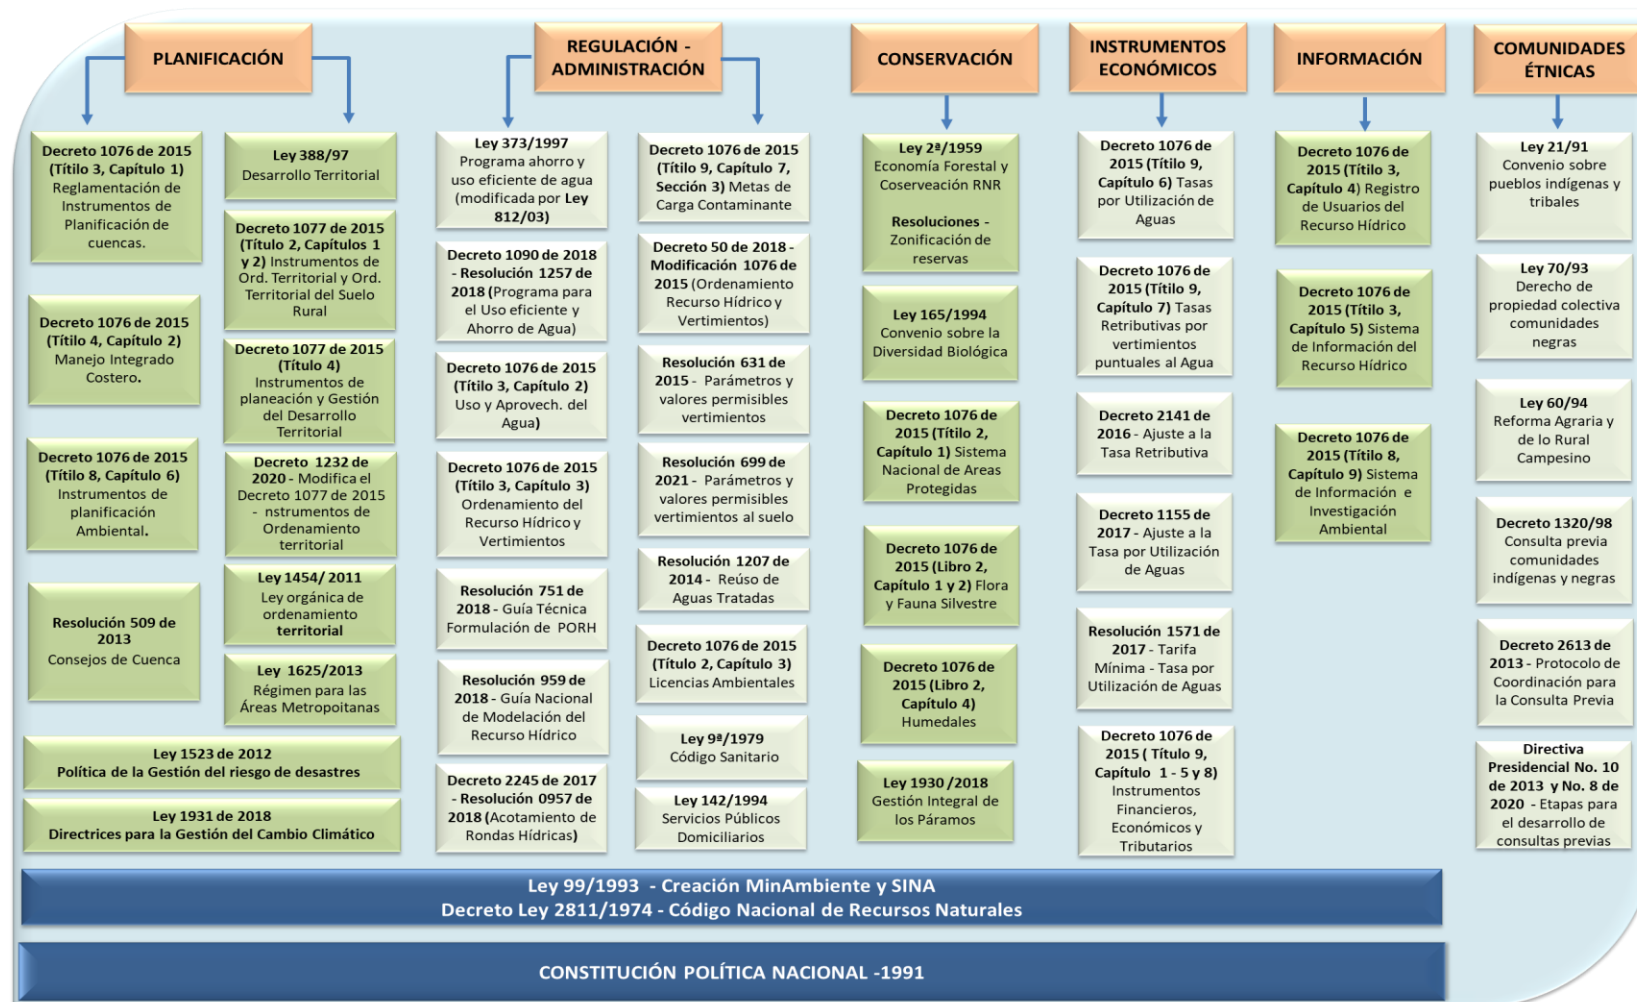 PLANIFICACIÓN
Decreto 1076 de 2015
(Títilo 3, Capítulo 1)
Reglamentación de
Instrumentos de
Planificación de
cuencas.
Decreto 1076 de 2015
(Títilo 4, Capítulo 2)
Manejo Integrado
Costero.
Decreto 1076 de 2015
(Títilo 8, Capítulo 6)
Instrumentos de
planificación
Ambiental.
Resolución 509 de
2013
Consejos de Cuenca
Ley 388/97
Desarrollo Territorial
Decreto 1077 de 2015
(Título 2, Capítulos 1
y 2) Instrumentos de
Ord. Territorial y Ord.
Territorial del Suelo
Rural
Decreto 1077 de 2015
(Título 4)
Instrumentos de
planeación y Gestión
del Desarrollo
Territorial
Decreto 1232 de
2020 - Modifica el
Decreto 1077 de 2015
- nstrumentos de
Ordenamiento
territorial
Ley 1454/ 2011
Ley orgánica de
ordenamiento
territorial
Ley 1625/2013
Régimen para las
Áreas Metropoitanas
Ley 1523 de 2012
Política de la Gestión del riesgo de desastres
Ley 1931 de 2018
Directrices para la Gestión del Cambio Climático
REGULACIÓN -
ADMINISTRACIÓN
Ley 373/1997
Programa ahorro y
uso eficiente de agua
(modificada por Ley
812/03)
Decreto 1090 de 2018
- Resolución 1257 de
2018 (Programa para
el Uso eficiente y
Ahorro de Agua)
Decreto 1076 de 2015
(Títilo 3, Capítulo 2)
Uso y Aprovech. del
Agua)
Decreto 1076 de 2015
(Títilo 3, Capítulo 3)
Ordenamiento del
Recurso Hídrico y
Vertimientos
Resolución 751 de
2018 - Guía Técnica
Formulación de PORH
Resolución 959 de
2018 - Guía Nacional
de Modelación del
Recurso Hídrico
Decreto 2245 de 2017
- Resolución 0957 de
2018 (Acotamiento de
Rondas Hídricas)
Decreto 1076 de 2015
(Títilo 9, Capítulo 7,
Sección 3) Metas de
Carga Contaminante
Decreto 50 de 2018 -
Modificación 1076 de
2015 (Ordenamiento
Recurso Hídrico y
Vertimientos)
Resolución 631 de
2015 - Parámetros y
valores permisibles
vertimientos
Resolución 699 de
2021 - Parámetros y
valores permisibles
vertimientos al suelo
Resolución 1207 de
2014 - Reúso de
Aguas Tratadas
Decreto 1076 de 2015
(Título 2, Capítulo 3)
Licencias Ambientales
Ley 9ª/1979
Código Sanitario
Ley 142/1994
Servicios Públicos
Domiciliarios
CONSERVACIÓN
Ley 2ª/1959
Economía Forestal y
Coserveación RNR
Resoluciones -
Zonificación de
reservas
Ley 165/1994
Convenio sobre la
Diversidad Biológica
Decreto 1076 de
2015 (Títilo 2,
Capítulo 1) Sistema
Nacional de Areas
Protegidas
Decreto 1076 de
2015 (Libro 2,
Capítulo 1 y 2) Flora
y Fauna Silvestre
Decreto 1076 de
2015 (Libro 2,
Capítulo 4)
Humedales
Ley 1930 /2018
Gestión Integral de
los Páramos
INSTRUMENTOS
ECONÓMICOS
Decreto 1076 de
2015 (Títilo 9,
Capítulo 6) Tasas
por Utilización de
Aguas
Decreto 1076 de
2015 (Títilo 9,
Capítulo 7) Tasas
Retributivas por
vertimientos
puntuales al Agua
Decreto 2141 de
2016 - Ajuste a la
Tasa Retributiva
Decreto 1155 de
2017 - Ajuste a la
Tasa por Utilización
de Aguas
Resolución 1571 de
2017 - Tarifa
Mínima - Tasa por
Utilización de Aguas
Decreto 1076 de
2015 ( Título 9,
Capítulo 1 - 5 y 8)
Instrumentos
Financieros,
Económicos y
Tributarios
INFORMACIÓN
Decreto 1076 de
2015 (Títilo 3,
Capítulo 4) Registro
de Usuarios del
Recurso Hídrico
Decreto 1076 de
2015 (Títilo 3,
Capítulo 5) Sistema
de Información del
Recurso Hídrico
Decreto 1076 de
2015 (Títilo 8,
Capítulo 9) Sistema
de Información e
Investigación
Ambiental
COMUNIDADES
ÉTNICAS
Ley 21/91
Convenio sobre
pueblos indígenas y
tribales
Ley 70/93
Derecho de
propiedad colectiva
comunidades
negras
Ley 60/94
Reforma Agraria y
de lo Rural
Campesino
Decreto 1320/98
Consulta previa
comunidades
indígenas y negras
Decreto 2613 de
2013 - Protocolo de
Coordinación para
la Consulta Previa
Directiva
Presidencial No. 10
de 2013 y No. 8 de
2020 - Etapas para
el desarrollo de
consultas previas
Ley 99/1993 - Creación MinAmbiente y SINA
Decreto Ley 2811/1974 - Código Nacional de Recursos Naturales
CONSTITUCIÓN POLÍTICA NACIONAL -1991